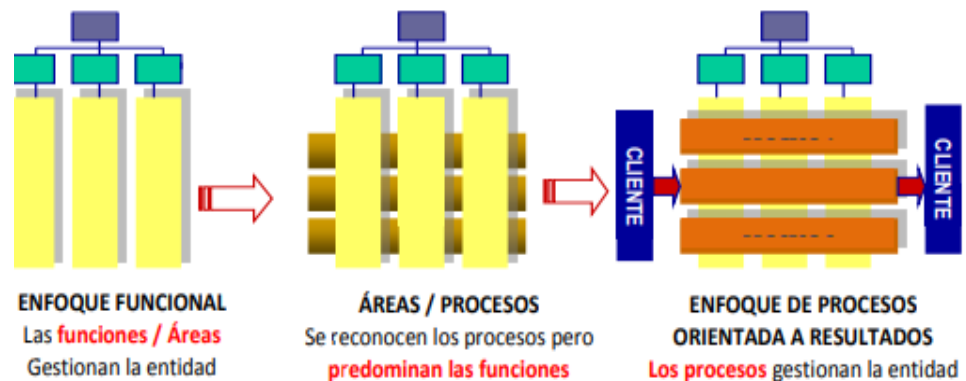 CLIENTE
CLIENTE
ENFOQUE FUNCIONAL
Las funciones / Áreas
Gestionan la entidad
ÁREAS / PROCESOS
Se reconocen los procesos pero
predominan las funciones
ENFOQUE DE PROCESOS
ORIENTADA A RESULTADOS
Los procesos gestionan la entidad